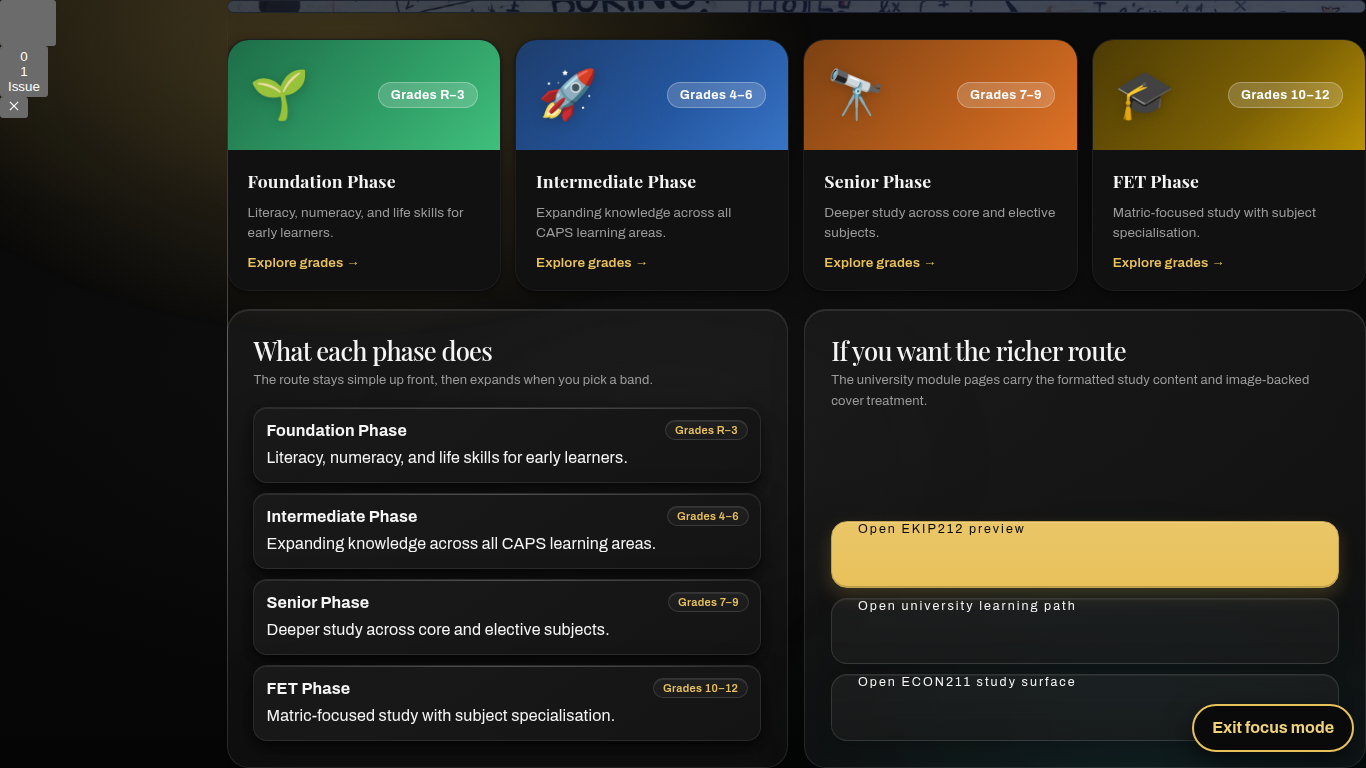 BORING!
0
1
Issue
Grades R–3
Grades 4–6
Grades 7–9
Grades 10–12
Foundation Phase
Literacy, numeracy, and life skills for
early learners.
Explore grades →
Intermediate Phase
Expanding knowledge across all
CAPS learning areas.
Explore grades →
Senior Phase
Deeper study across core and elective
subjects.
Explore grades →
FET Phase
Matric-focused study with subject
specialisation.
Explore grades →
What each phase does
The route stays simple up front, then expands when you pick a band.
Foundation Phase
Grades R–3
Literacy, numeracy, and life skills for early learners.
Intermediate Phase
Grades 4–6
Expanding knowledge across all CAPS learning areas.
Senior Phase
Grades 7–9
Deeper study across core and elective subjects.
FET Phase
Grades 10–12
Matric-focused study with subject specialisation.
If you want the richer route
The university module pages carry the formatted study content and image-backed
cover treatment.
Open EKIP212 preview
Open university learning path
Open ECON211 study surface
Exit focus mode